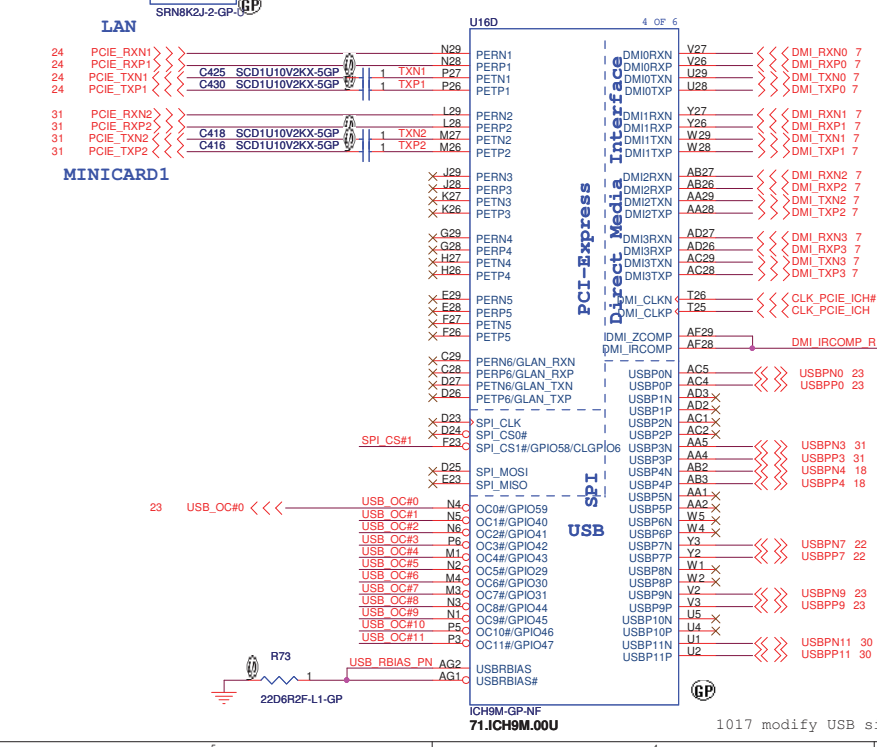 SRN8K2J-2-GP-U
GP
LAN
U16D 4 OF 6
24 PCIE_RXN1 N29 PERN1 DMI0RXN V27 DMI_RXN0 7
24 PCIE_RXP1 N28 PERP1 DMI0RXP V26 DMI_RXP0 7
24 PCIE_TXN1 C425 SCD1U10V2KX-5GP 1 TXN1 P27 PETN1 DMI0TXN U29 DMI_TXN0 7
24 PCIE_TXP1 C430 SCD1U10V2KX-5GP 1 TXP1 P26 PETP1 DMI0TXP U28 DMI_TXP0 7
31 PCIE_RXN2 L29 PERN2 DMI1RXN Y27 DMI_RXN1 7
31 PCIE_RXP2 L28 PERP2 DMI1RXP Y26 DMI_RXP1 7
31 PCIE_TXN2 C418 SCD1U10V2KX-5GP 1 TXN2 M27 PETN2 DMI1TXN W29 DMI_TXN1 7
31 PCIE_TXP2 C416 SCD1U10V2KX-5GP 1 TXP2 M26 PETP2 DMI1TXP W28 DMI_TXP1 7
MINICARD1
J29 PERN3 DMI2RXN AB27 DMI_RXN2 7
J28 PERP3 DMI2RXP AB26 DMI_RXP2 7
K27 PETN3 DMI2TXN AA29 DMI_TXN2 7
K26 PETP3 DMI2TXP AA28 DMI_TXP2 7
G29 PERN4 DMI3RXN AD27 DMI_RXN3 7
G28 PERP4 DMI3RXP AD26 DMI_RXP3 7
H27 PETN4 DMI3TXN AC29 DMI_TXN3 7
H26 PETP4 DMI3TXP AC28 DMI_TXP3 7
PCI-Express
Direct Media Interface
E29 PERN5 DMI_CLKN T26 CLK_PCIE_ICH#
E28 PERP5 DMI_CLKP T25 CLK_PCIE_ICH
F27 PETN5
F26 PETP5 DMI_ZCOMP AF29
DMI_IRCOMP AF28 DMI_IRCOMP_R
C29 PERN6/GLAN_RXN
C28 PERP6/GLAN_RXP USBP0N AC5 USBPN0 23
D27 PETN6/GLAN_TXN USBP0P AC4 USBPP0 23
D26 PETP6/GLAN_TXP USBP1N AD3
USBP1P AD2
D23 SPI_CLK USBP2N AC1
D24 SPI_CS0# USBP2P AC2
SPI_CS#1 F23 SPI_CS1#/GPIO58/CLGPIO6 USBP3N AA5 USBPN3 31
USBP3P AA4 USBPP3 31
D25 SPI_MOSI USBP4N AB2 USBPN4 18
E23 SPI_MISO USBP4P AB3 USBPP4 18
SPI
USBP5N AA1
23 USB_OC#0 USB_OC#0 N4 OC0#/GPIO59 USBP5P AA2
USB_OC#1 N5 OC1#/GPIO40 USBP6N W5
USB_OC#2 N6 OC2#/GPIO41 USBP6P W4
USB
USB_OC#3 P6 OC3#/GPIO42 USBP7N Y3 USBPN7 22
USB_OC#4 M1 OC4#/GPIO43 USBP7P Y2 USBPP7 22
USB_OC#5 N2 OC5#/GPIO29 USBP8N W1
USB_OC#6 M4 OC6#/GPIO30 USBP8P W2
USB_OC#7 M3 OC7#/GPIO31 USBP9N V2 USBPN9 23
USB_OC#8 N3 OC8#/GPIO44 USBP9P V3 USBPP9 23
USB_OC#9 N1 OC9#/GPIO45 USBP10N U5
USB_OC#10 P5 OC10#/GPIO46 USBP10P U4
USB_OC#11 P3 OC11#/GPIO47 USBP11N U1 USBPN11 30
USBP11P U2 USBPP11 30
R73 1 USB_RBIAS_PN AG2 USBRBIAS
AG1 USBRBIAS#
22D6R2F-L1-GP
GP
ICH9M-GP-NF
71.ICH9M.00U
1017 modify USB